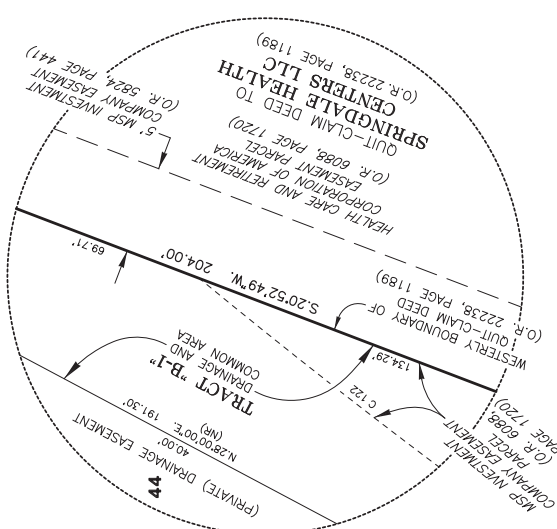 5' MSP INVESTMENT
COMPANY EASEMENT
(O.R. 5824, PAGE 441)
QUIT-CLAIM DEED TO
SPRINGDALE HEALTH
CENTERS LLC
(O.R. 22238, PAGE 1189)
HEALTH CARE AND RETIREMENT
CORPORATION OF AMERICA
EASEMENT PARCEL
(O.R. 6088, PAGE 1720)
69.71'
S.20°52'49"W. 204.00'
134.29'
WESTERLY BOUNDARY OF
QUIT-CLAIM DEED
(O.R. 22238, PAGE 1189)
TRACT "B-1"
DRAINAGE AND
COMMON AREA
C 122
MSP INVESTMENT
COMPANY EASEMENT
PARCEL
(O.R. 6088,
PAGE 1720)
N.28°00'00"E. 191.30'
(NR)
40.00'
(PRIVATE) DRAINAGE EASEMENT
44